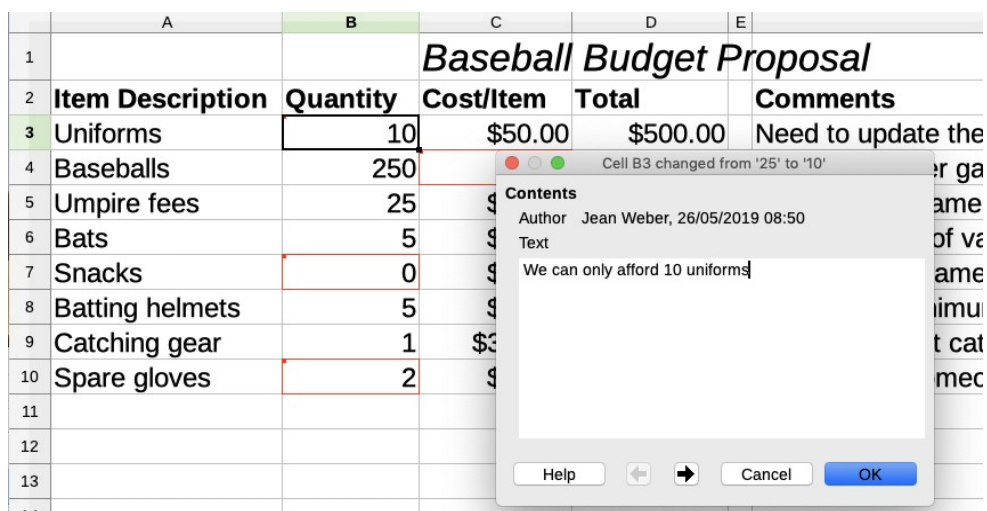 A B C D E
1 Baseball Budget Proposal
2 Item Description Quantity Cost/Item Total Comments
3 Uniforms 10 $50.00 $500.00 Need to update the
4 Baseballs 250
5 Umpire fees 25
6 Bats 5
7 Snacks 0
8 Batting helmets 5
9 Catching gear 1
10 Spare gloves 2
11
12
13
Cell B3 changed from '25' to '10'
Contents
Author Jean Weber, 26/05/2019 08:50
Text
We can only afford 10 uniforms
Help Cancel OK